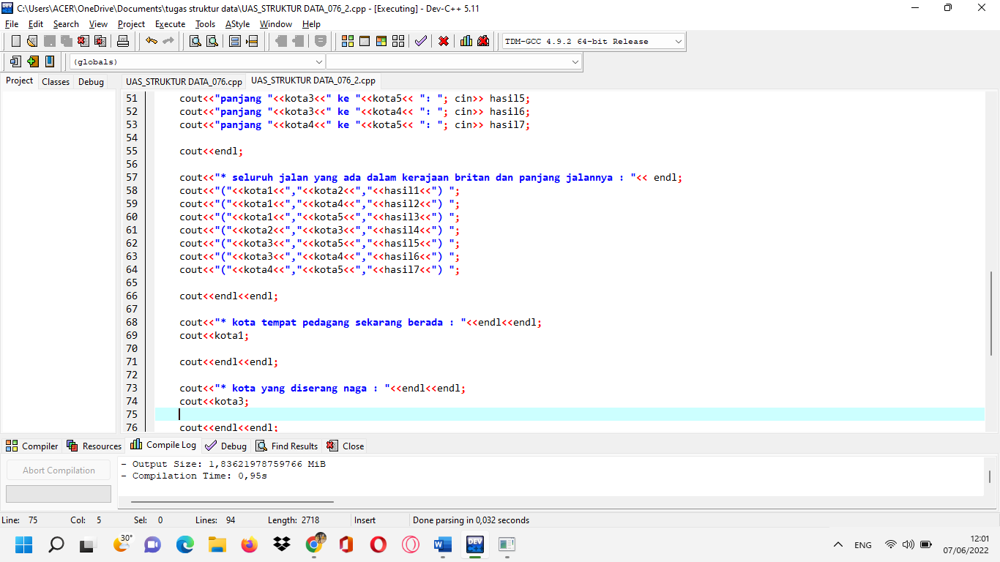 C:\Users\ACER\OneDrive\Documents\tugas struktur data\UAS_STRUKTUR DATA_076_2.cpp - [Executing] - Dev-C++ 5.11
File Edit Search View Project Execute Tools AStyle Window Help
TDM-GCC 4.9.2 64-bit Release
(globals)
Project Classes Debug UAS_STRUKTUR DATA_076.cpp UAS_STRUKTUR DATA_076_2.cpp
51 cout<<"panjang "<<kota3<<" ke "<<kota5<< ": "; cin>> hasil5;
52 cout<<"panjang "<<kota3<<" ke "<<kota4<< ": "; cin>> hasil6;
53 cout<<"panjang "<<kota4<<" ke "<<kota5<< ": "; cin>> hasil7;
54
55 cout<<endl;
56
57 cout<<"* seluruh jalan yang ada dalam kerajaan britan dan panjang jalannya : "<< endl;
58 cout<<"("<<kota1<<","<<kota2<<","<<hasil1<<") ";
59 cout<<"("<<kota1<<","<<kota4<<","<<hasil2<<") ";
60 cout<<"("<<kota1<<","<<kota5<<","<<hasil3<<") ";
61 cout<<"("<<kota2<<","<<kota3<<","<<hasil4<<") ";
62 cout<<"("<<kota3<<","<<kota5<<","<<hasil5<<") ";
63 cout<<"("<<kota3<<","<<kota4<<","<<hasil6<<") ";
64 cout<<"("<<kota4<<","<<kota5<<","<<hasil7<<") ";
65
66 cout<<endl<<endl;
67
68 cout<<"* kota tempat pedagang sekarang berada : "<<endl<<endl;
69 cout<<kota1;
70
71 cout<<endl<<endl;
72
73 cout<<"* kota yang diserang naga : "<<endl<<endl;
74 cout<<kota3;
75
76 cout<<endl<<endl;
Compiler Resources Compile Log Debug Find Results Close
Abort Compilation
- Output Size: 1,83621978759766 MiB
- Compilation Time: 0,95s
Line: 75 Col: 5 Sel: 0 Lines: 94 Length: 2718 Insert Done parsing in 0,032 seconds
30°
DEV
ENG
12:01
07/06/2022